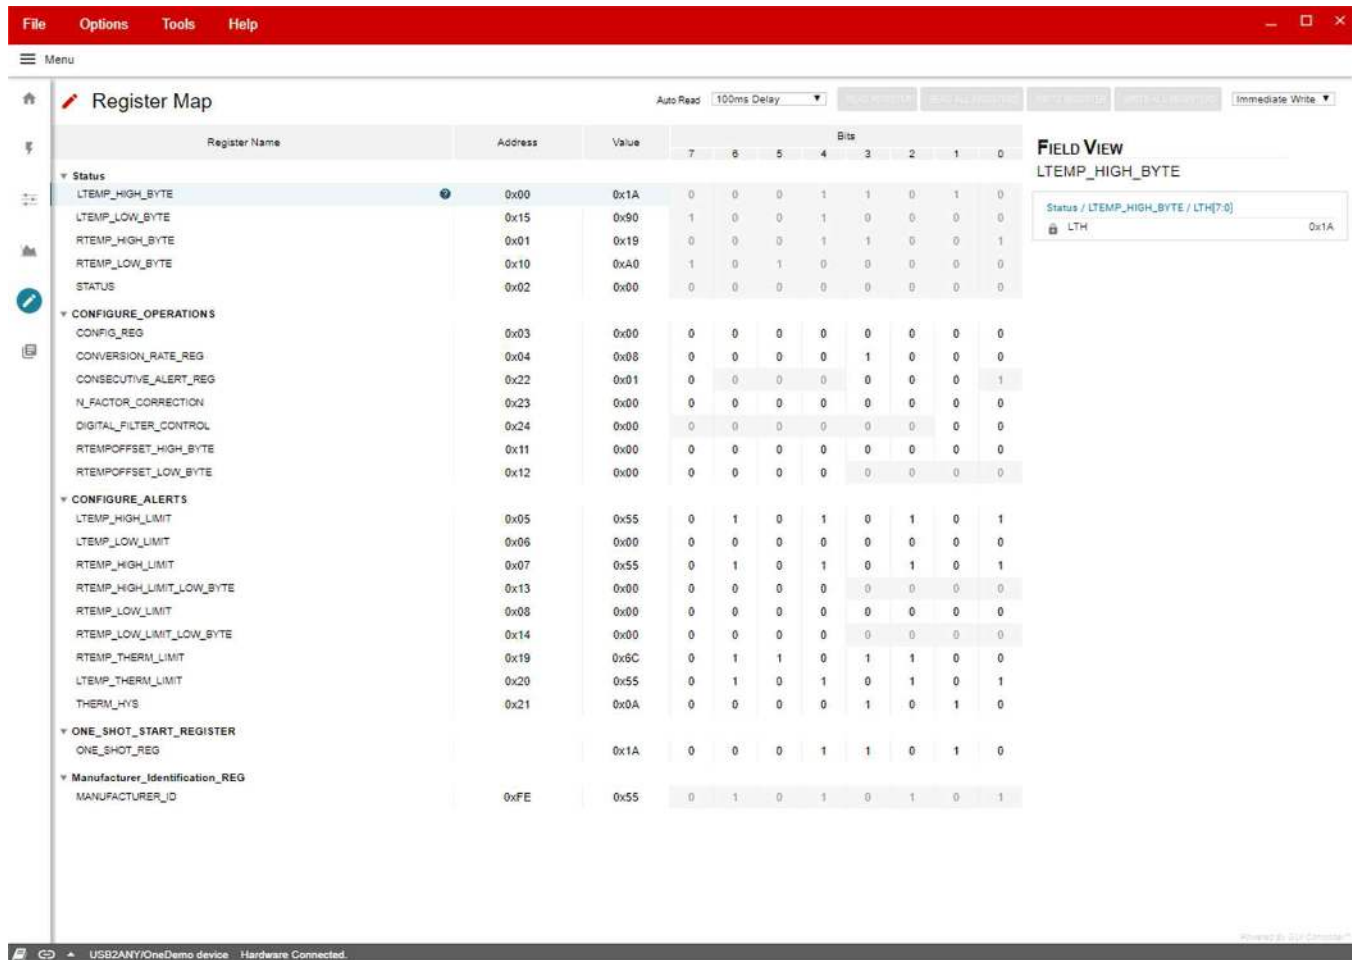 File Options Tools Help
Menu
Register Map Auto Read 100ms Delay READ REGISTER READ ALL REGISTERS WRITE REGISTER WRITE ALL REGISTERS Immediate Write
Register Name Address Value Bits
7 6 5 4 3 2 1 0
FIELD VIEW
LTEMP_HIGH_BYTE
Status / LTEMP_HIGH_BYTE / LTH[7:0]
LTH 0x1A
Status
LTEMP_HIGH_BYTE 0x00 0x1A 0 0 0 1 1 0 1 0
LTEMP_LOW_BYTE 0x15 0x90 1 0 0 1 0 0 0 0
RTEMP_HIGH_BYTE 0x01 0x19 0 0 0 1 1 0 0 1
RTEMP_LOW_BYTE 0x10 0xA0 1 0 1 0 0 0 0 0
STATUS 0x02 0x00 0 0 0 0 0 0 0 0
CONFIGURE_OPERATIONS
CONFIG_REG 0x03 0x00 0 0 0 0 0 0 0 0
CONVERSION_RATE_REG 0x04 0x08 0 0 0 0 1 0 0 0
CONSECUTIVE_ALERT_REG 0x22 0x01 0 0 0 0 0 0 0 1
N_FACTOR_CORRECTION 0x23 0x00 0 0 0 0 0 0 0 0
DIGITAL_FILTER_CONTROL 0x24 0x00 0 0 0 0 0 0 0 0
RTEMPOFFSET_HIGH_BYTE 0x11 0x00 0 0 0 0 0 0 0 0
RTEMPOFFSET_LOW_BYTE 0x12 0x00 0 0 0 0 0 0 0 0
CONFIGURE_ALERTS
LTEMP_HIGH_LIMIT 0x05 0x55 0 1 0 1 0 1 0 1
LTEMP_LOW_LIMIT 0x06 0x00 0 0 0 0 0 0 0 0
RTEMP_HIGH_LIMIT 0x07 0x55 0 1 0 1 0 1 0 1
RTEMP_HIGH_LIMIT_LOW_BYTE 0x13 0x00 0 0 0 0 0 0 0 0
RTEMP_LOW_LIMIT 0x08 0x00 0 0 0 0 0 0 0 0
RTEMP_LOW_LIMIT_LOW_BYTE 0x14 0x00 0 0 0 0 0 0 0 0
RTEMP_THERM_LIMIT 0x19 0x6C 0 1 1 0 1 1 0 0
LTEMP_THERM_LIMIT 0x20 0x55 0 1 0 1 0 1 0 1
THERM_HYS 0x21 0x0A 0 0 0 0 1 0 1 0
ONE_SHOT_START_REGISTER
ONE_SHOT_REG 0x1A 0 0 0 1 1 0 1 0
Manufacturer_Identification_REG
MANUFACTURER_ID 0xFE 0x55 0 1 0 1 0 1 0 1
Powered By GUI Composer™
USB2ANY/OneDemo device Hardware Connected.